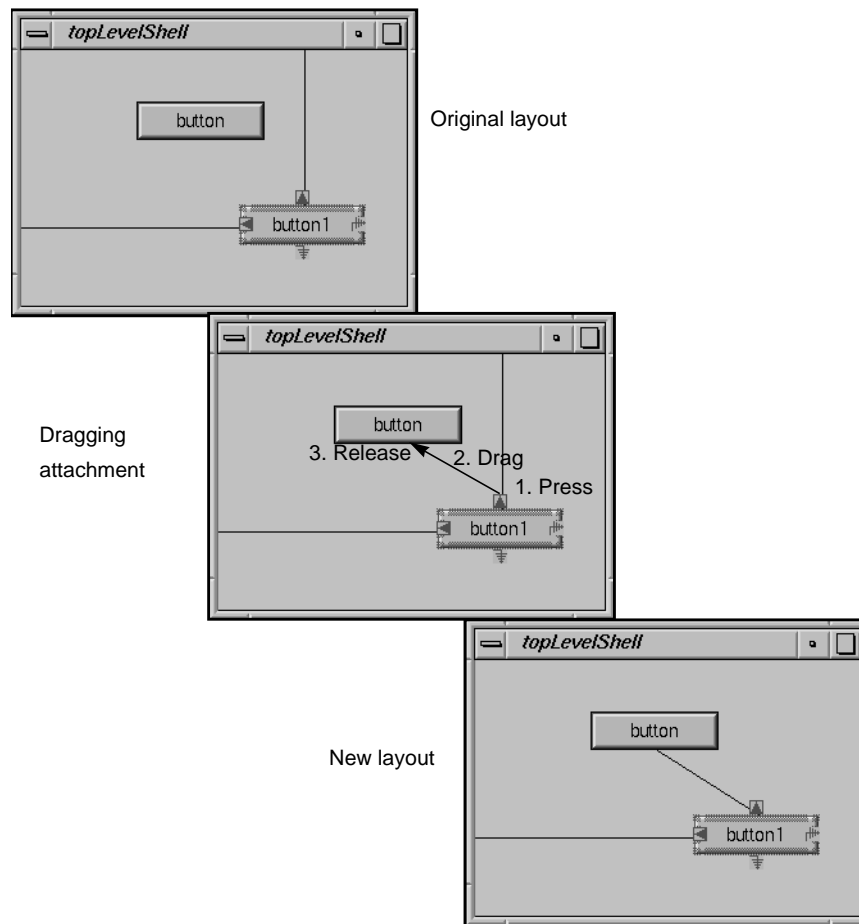 topLevelShell
button
Original layout
button1
topLevelShell
button
Dragging
attachment
3. Release
2. Drag
1. Press
button1
topLevelShell
button
New layout
button1